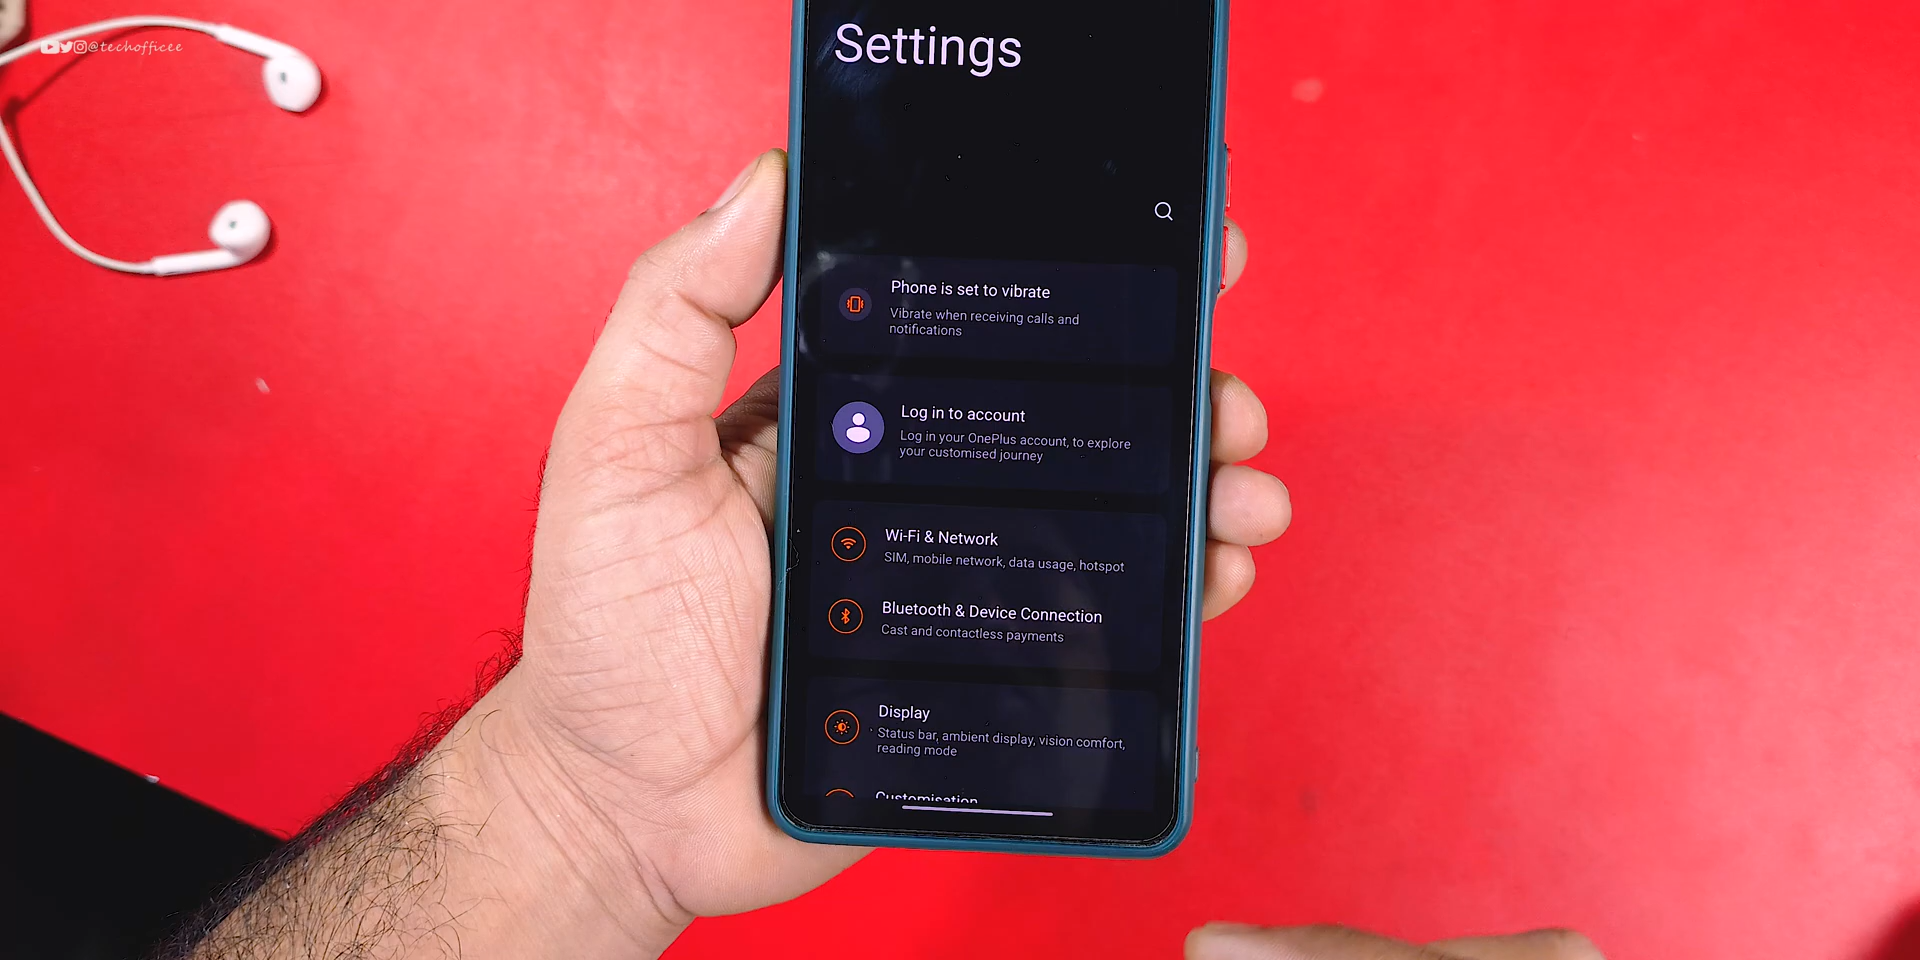 @techofficee
Settings
Phone is set to vibrate
Vibrate when receiving calls and
notifications
Log in to account
Log in your OnePlus account, to explore
your customised journey
Wi-Fi & Network
SIM, mobile network, data usage, hotspot
Bluetooth & Device Connection
Cast and contactless payments
Display
Status bar, ambient display, vision comfort,
reading mode
Customisation